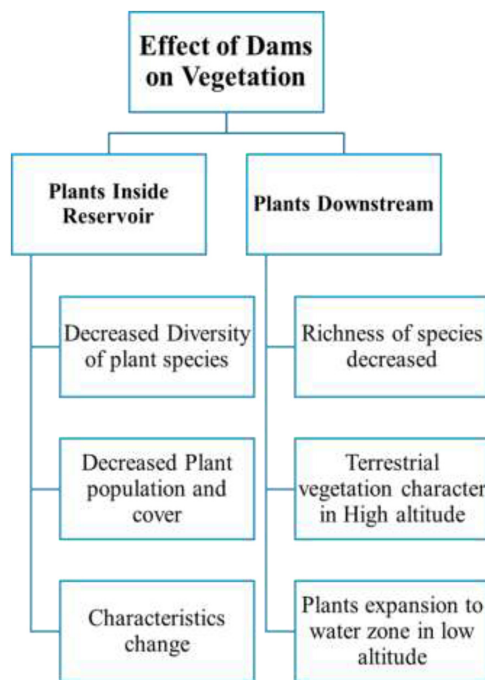 Effect of Dams
on Vegetation
Plants Inside
Reservoir
Decreased Diversity
of plant species
Decreased Plant
population and
cover
Characteristics
change
Plants Downstream
Richness of species
decreased
Terrestrial
vegetation character
in High altitude
Plants expansion to
water zone in low
altitude